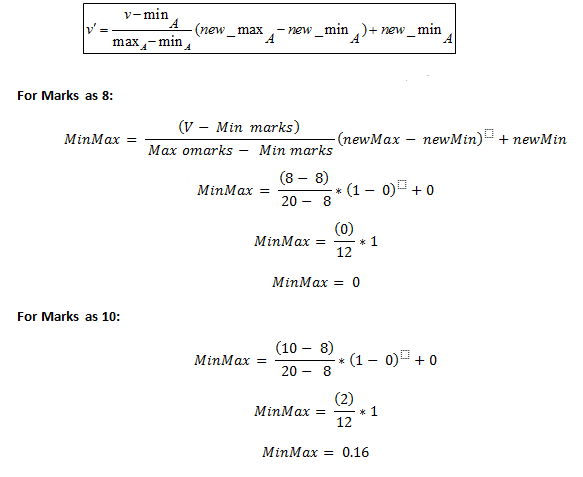 v' = (v - min_A) / (max_A - min_A) (new_max_A - new_min_A) + new_min_A
For Marks as 8:
MinMax = (V − Min marks) / (Max omarks − Min marks) (newMax − newMin)^□ + newMin
MinMax = (8 − 8) / (20 − 8) * (1 − 0)^□ + 0
MinMax = (0) / 12 * 1
MinMax = 0
For Marks as 10:
MinMax = (10 − 8) / (20 − 8) * (1 − 0)^□ + 0
MinMax = (2) / 12 * 1
MinMax = 0.16